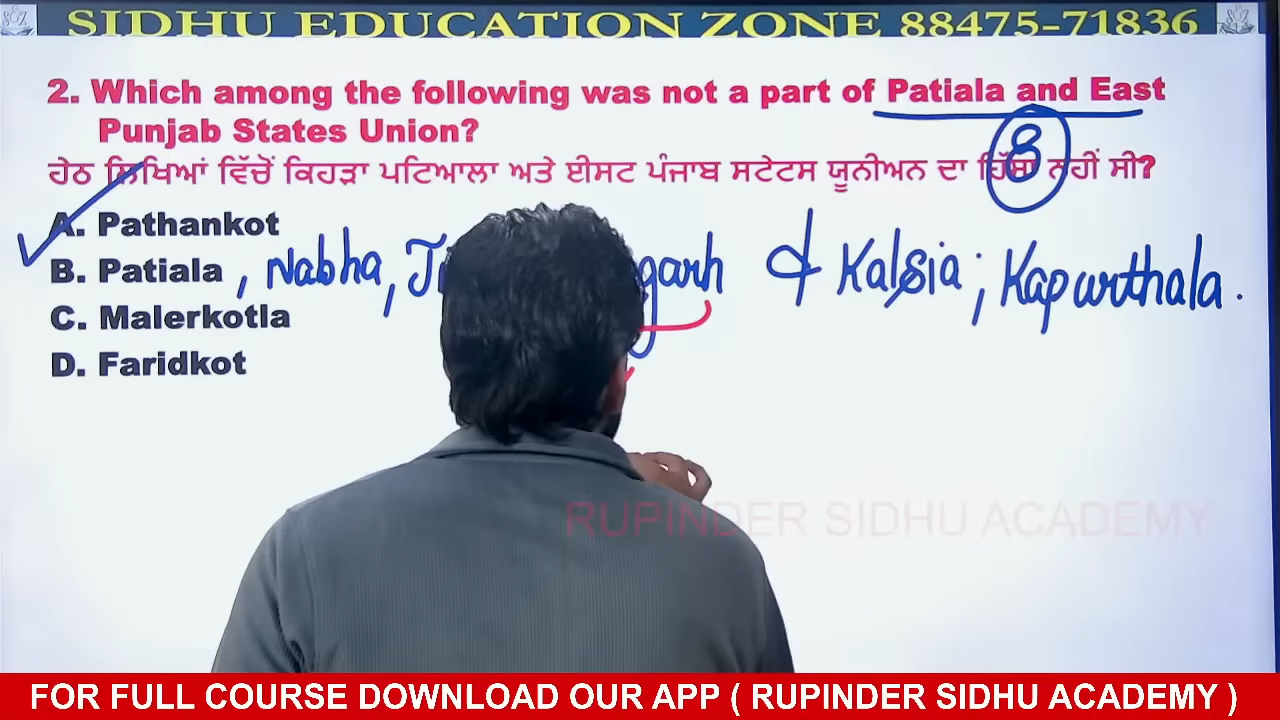 SIDHU EDUCATION ZONE 88475-71836
2. Which among the following was not a part of Patiala and East
Punjab States Union?
8
ਹੇਠ ਲਿਖਿਆਂ ਵਿੱਚੋਂ ਕਿਹੜਾ ਪਟਿਆਲਾ ਅਤੇ ਈਸਟ ਪੰਜਾਬ ਸਟੇਟਸ ਯੂਨੀਅਨ ਦਾ ਹਿੱਸਾ ਨਹੀਂ ਸੀ?
A. Pathankot
B. Patiala , Nabha, garh & Kalsia ; Kapurthala .
C. Malerkotla
D. Faridkot
RUPINDER SIDHU ACADEMY
FOR FULL COURSE DOWNLOAD OUR APP ( RUPINDER SIDHU ACADEMY )